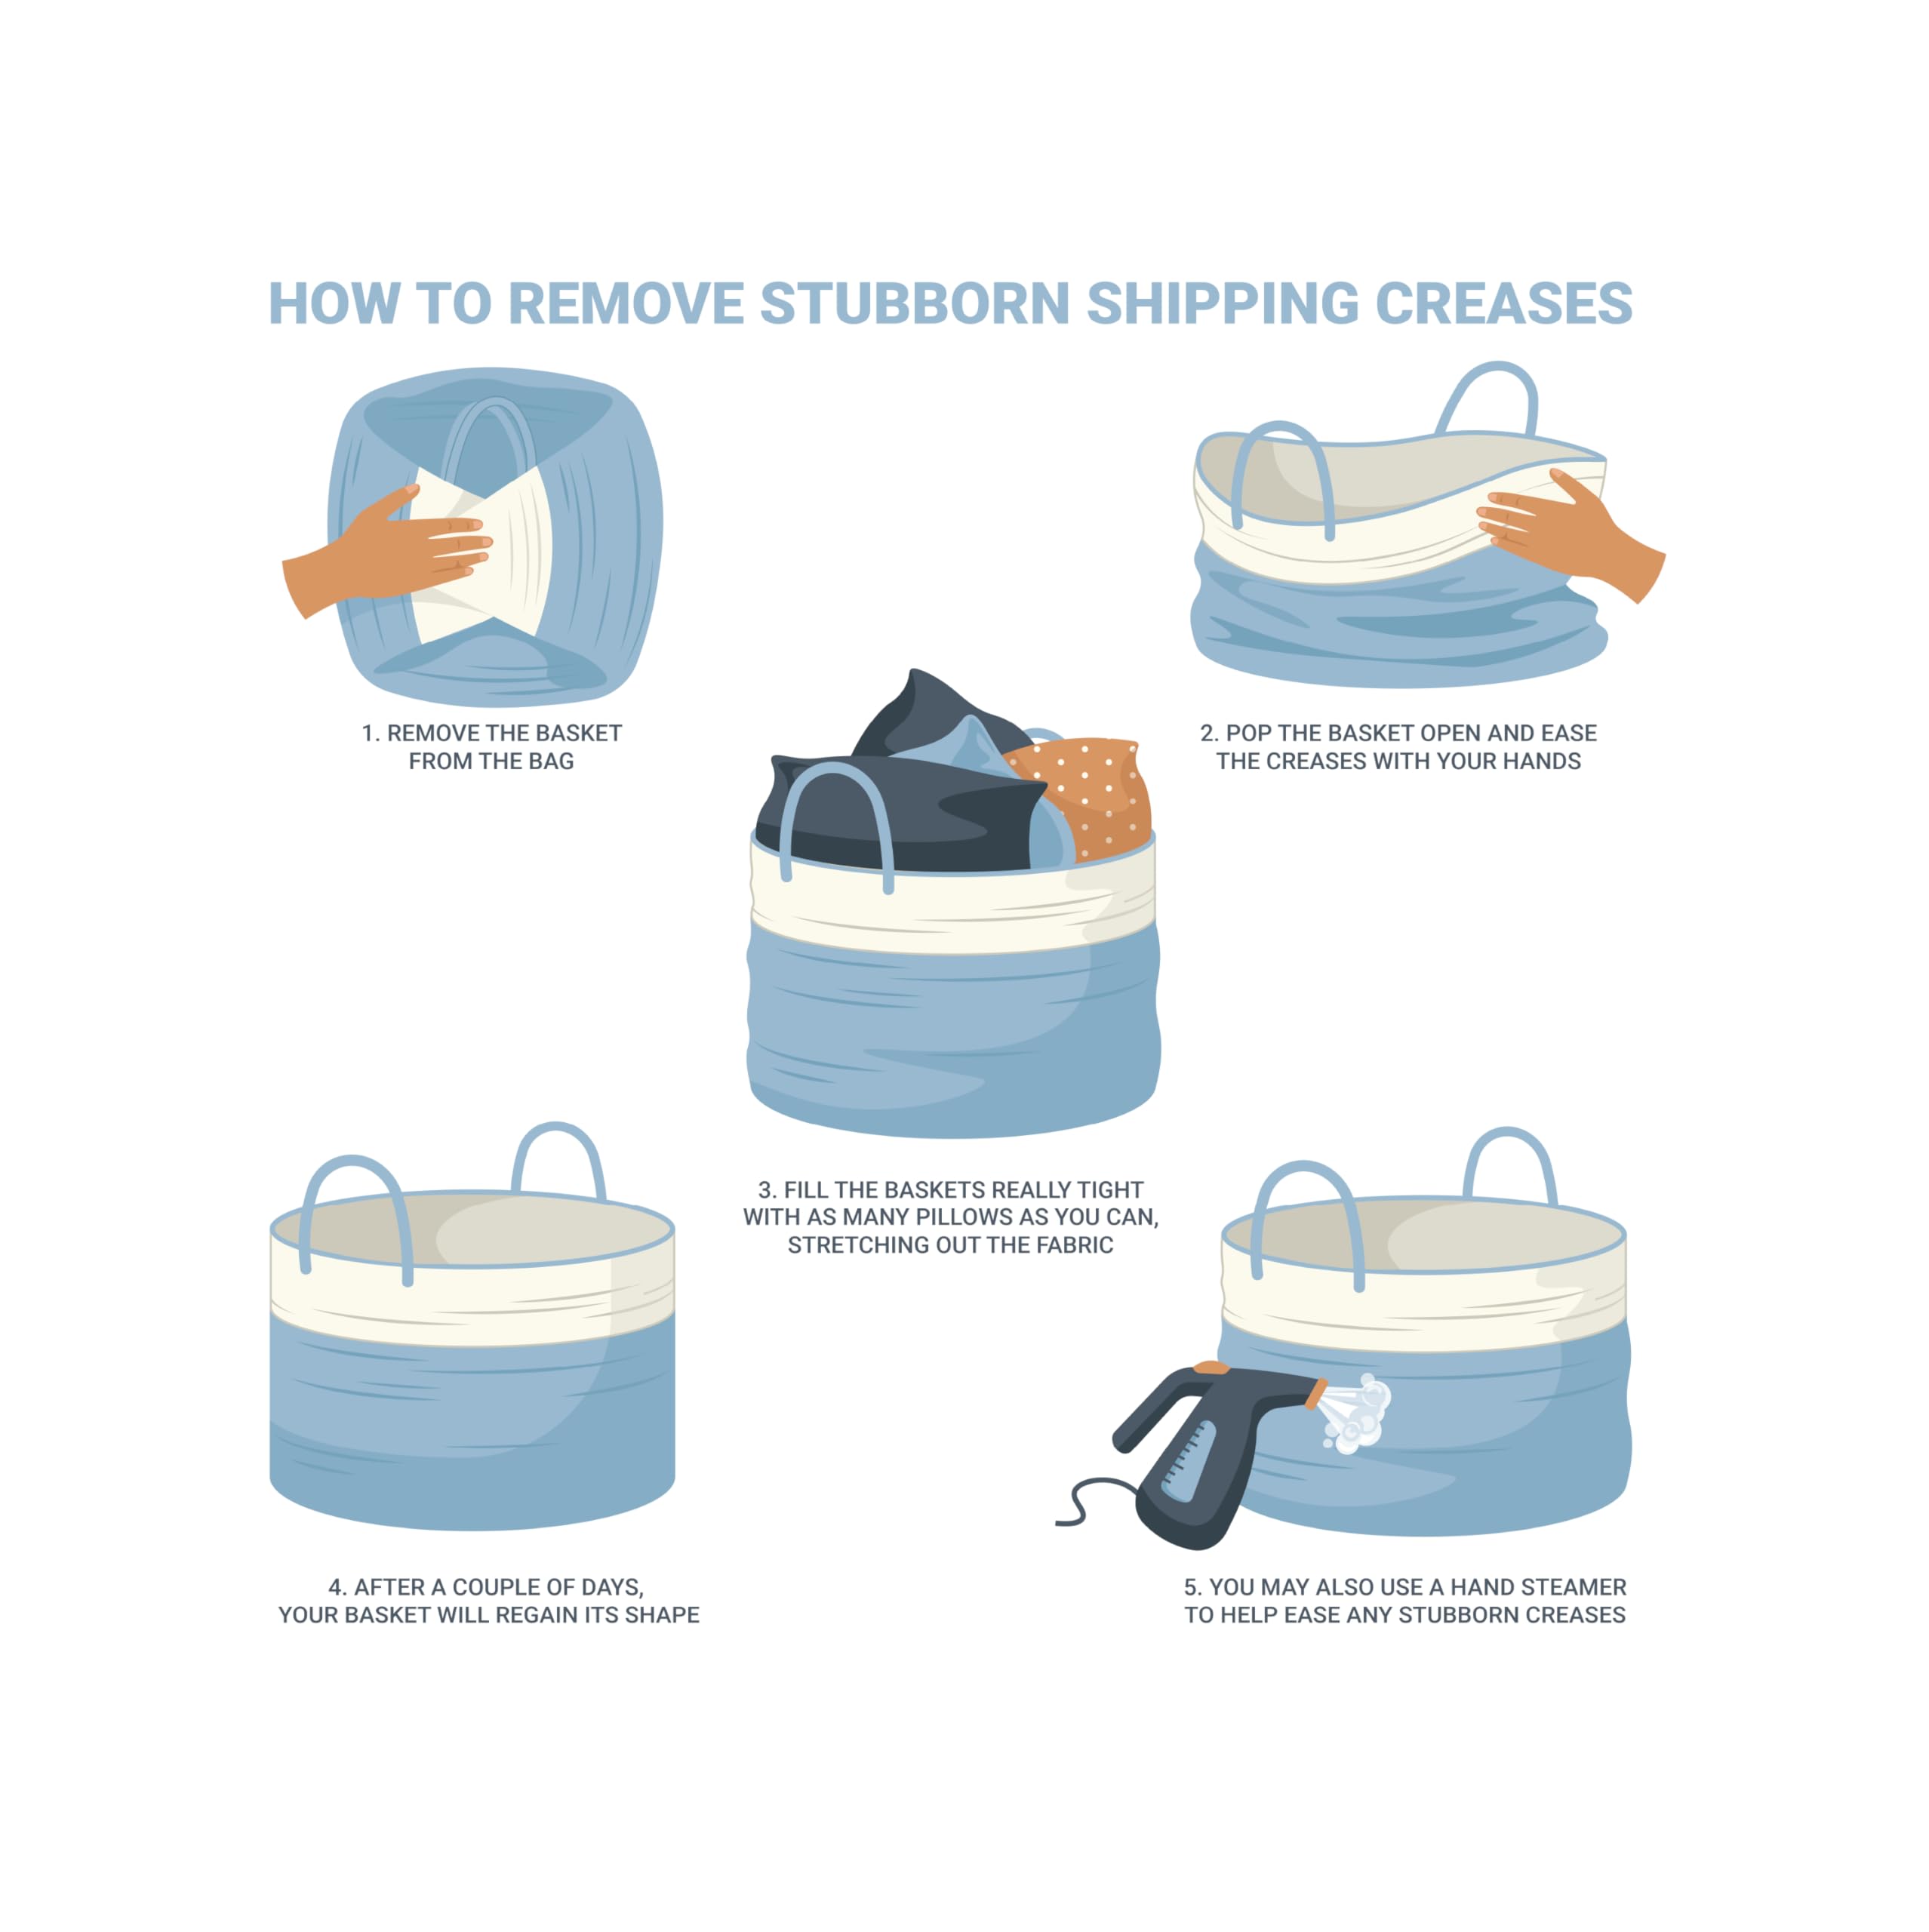 HOW TO REMOVE STUBBORN SHIPPING CREASES
1. REMOVE THE BASKET
FROM THE BAG
2. POP THE BASKET OPEN AND EASE
THE CREASES WITH YOUR HANDS
3. FILL THE BASKETS REALLY TIGHT
WITH AS MANY PILLOWS AS YOU CAN,
STRETCHING OUT THE FABRIC
4. AFTER A COUPLE OF DAYS,
YOUR BASKET WILL REGAIN ITS SHAPE
5. YOU MAY ALSO USE A HAND STEAMER
TO HELP EASE ANY STUBBORN CREASES